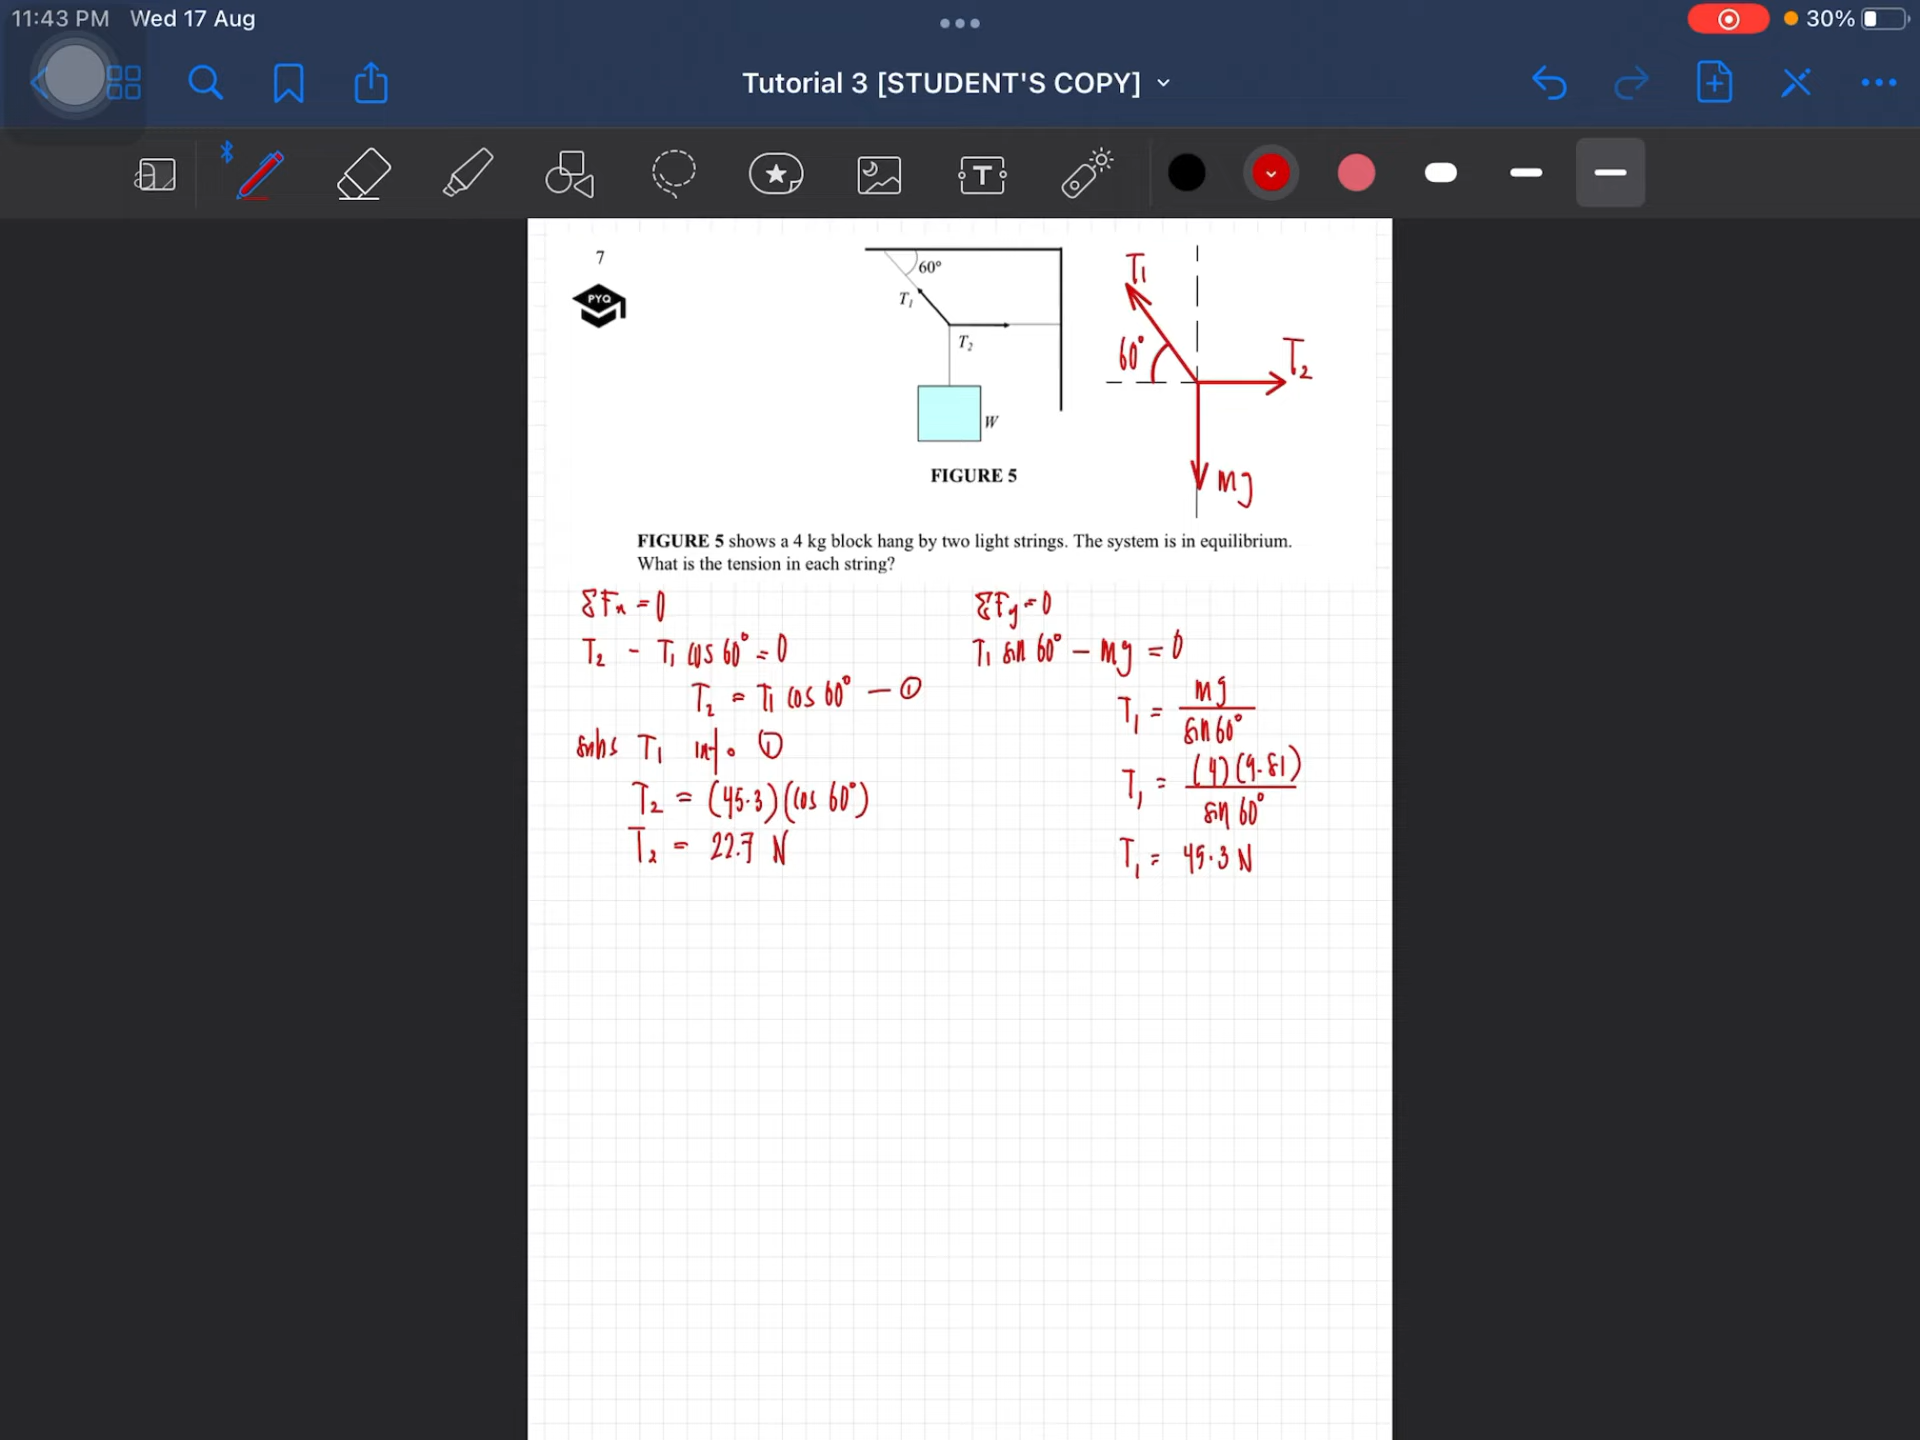 11:43 PM Wed 17 Aug
30%
Tutorial 3 [STUDENT'S COPY]
7
PYQ
60°
T1
T2
W
FIGURE 5
T1
60°
T2
mg
FIGURE 5 shows a 4 kg block hang by two light strings. The system is in equilibrium.
What is the tension in each string?
ΣFx = 0
T2 - T1 cos 60° = 0
T2 = T1 cos 60° — ①
subs T1 into ①
T2 = (45.3)(cos 60°)
T2 = 22.7 N
ΣFy = 0
T1 sin 60° - mg = 0
T1 = mg / sin 60°
T1 = (4)(9.81) / sin 60°
T1 = 45.3 N